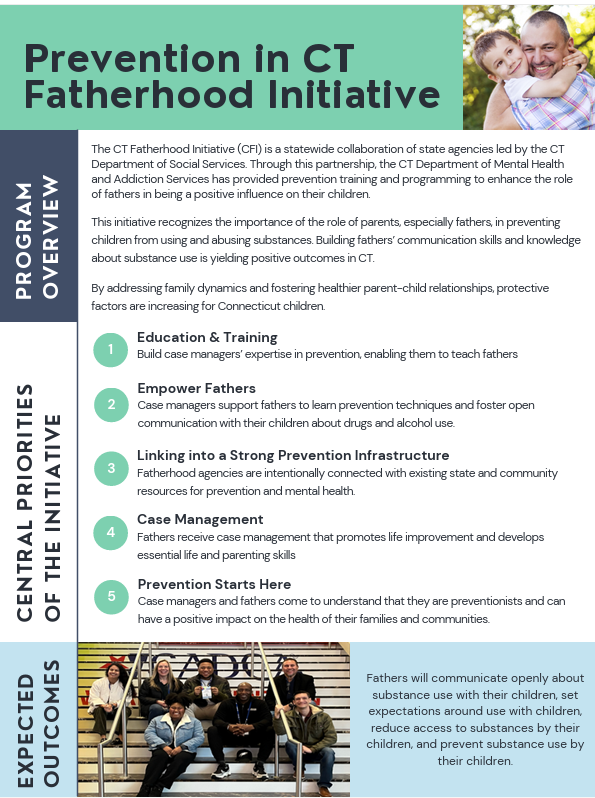 Prevention in CT
Fatherhood Initiative
PROGRAM
OVERVIEW
The CT Fatherhood Initiative (CFI) is a statewide collaboration of state agencies led by the CT
Department of Social Services. Through this partnership, the CT Department of Mental Health
and Addiction Services has provided prevention training and programming to enhance the role
of fathers in being a positive influence on their children.
This initiative recognizes the importance of the role of parents, especially fathers, in preventing
children from using and abusing substances. Building fathers' communication skills and knowledge
about substance use is yielding positive outcomes in CT.
By addressing family dynamics and fostering healthier parent-child relationships, protective
factors are increasing for Connecticut children.
CENTRAL PRIORITIES
OF THE INITIATIVE
1
Education & Training
Build case managers' expertise in prevention, enabling them to teach fathers
2
Empower Fathers
Case managers support fathers to learn prevention techniques and foster open
communication with their children about drugs and alcohol use.
3
Linking into a Strong Prevention Infrastructure
Fatherhood agencies are intentionally connected with existing state and community
resources for prevention and mental health.
4
Case Management
Fathers receive case management that promotes life improvement and develops
essential life and parenting skills
5
Prevention Starts Here
Case managers and fathers come to understand that they are preventionists and can
have a positive impact on the health of their families and communities.
EXPECTED
OUTCOMES
CADCA
Fathers will communicate openly about
substance use with their children, set
expectations around use with children,
reduce access to substances by their
children, and prevent substance use by
their children.